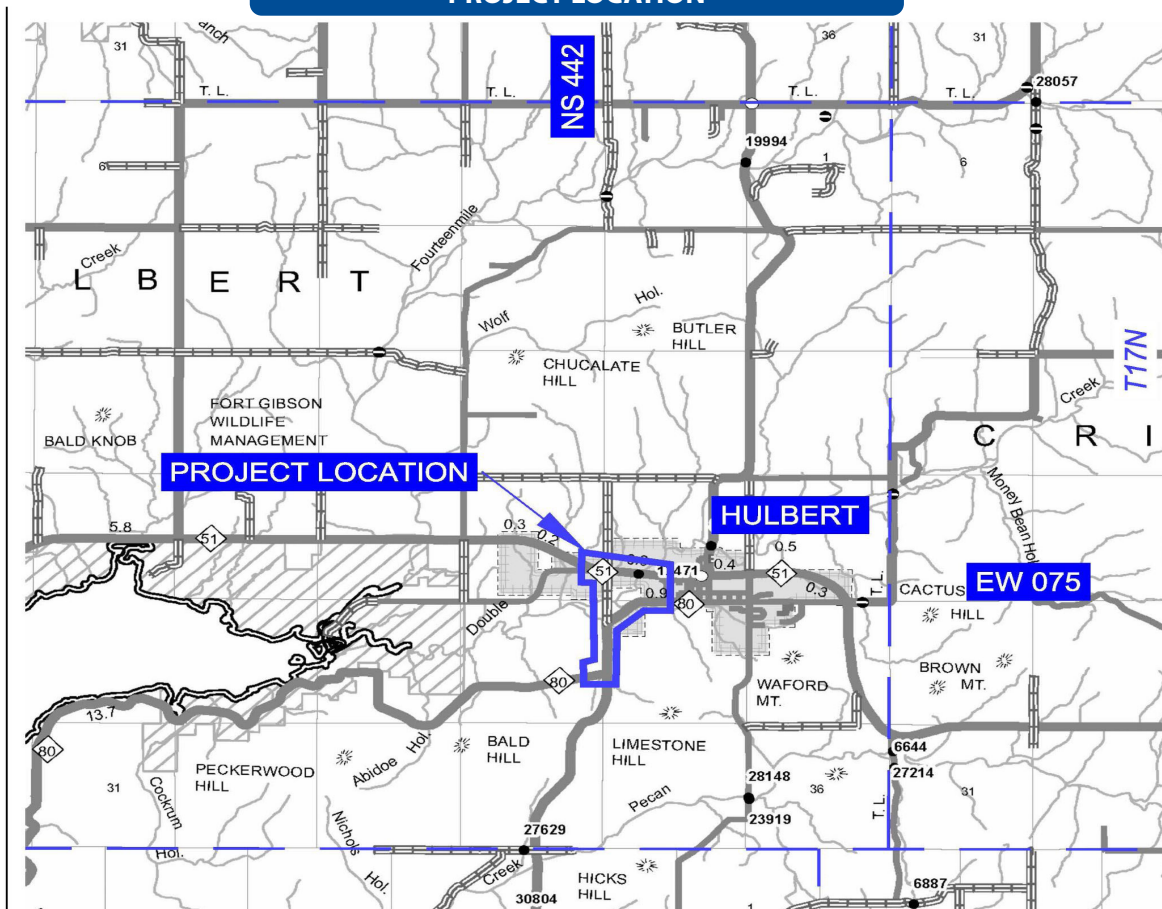 PROJECT LOCATION
31
anch
36
31
NS 442
T. L.
T. L.
T. L.
T. L.
28057
19994
6
1
6
Creek
Fourteenmile
L B E R T
Hol.
Wolf
BUTLER
HILL
CHUCALATE
HILL
T17N
Creek
FORT GIBSON
WILDLIFE
MANAGEMENT
BALD KNOB
C R I
PROJECT LOCATION
Money Bean Hol
HULBERT
5.8
51
0.3
0.2
0.5
51
0.4
51
0.3
T. L.
CACTUS
HILL
EW 075
0.9
80
Double
80
BROWN
MT.
WAFORD
MT.
13.7
80
BALD
HILL
LIMESTONE
HILL
Hol.
Abidoe
PECKERWOOD
HILL
6644
27214
31
Cockrum
Hol.
Pecan
28148
23919
36
31
T. L.
Nichols
Hol.
27629
Creek
HICKS
HILL
30804
6887
1